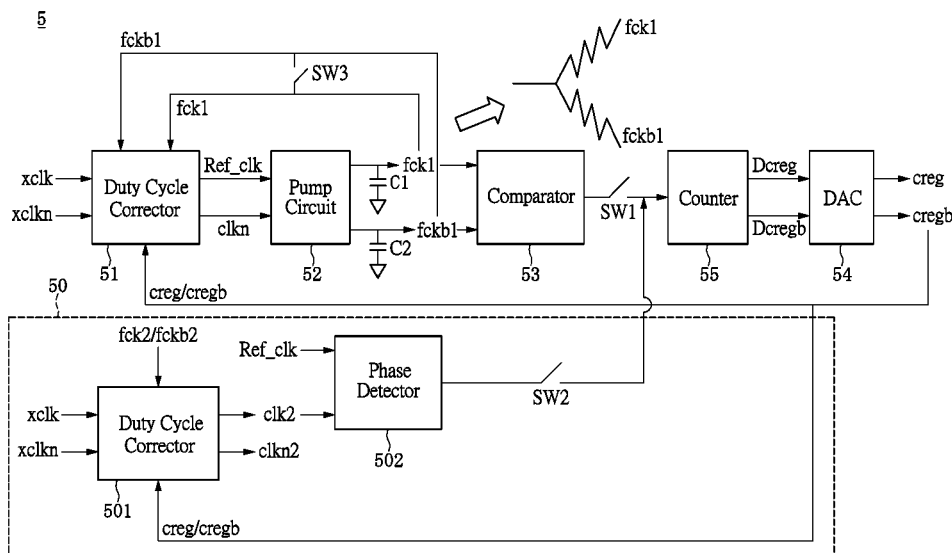 5
fckb1
SW3
fck1
fck1
fckb1
xclk
xclkn
Duty Cycle
Corrector
51
Ref_clk
clkn
Pump
Circuit
52
C1
C2
fck1
fckb1
Comparator
53
SW1
Counter
55
Dcreg
Dcregb
DAC
54
creg
cregb
creg/cregb
50
fck2/fckb2
xclk
xclkn
Duty Cycle
Corrector
501
clk2
clkn2
Ref_clk
Phase
Detector
502
SW2
creg/cregb